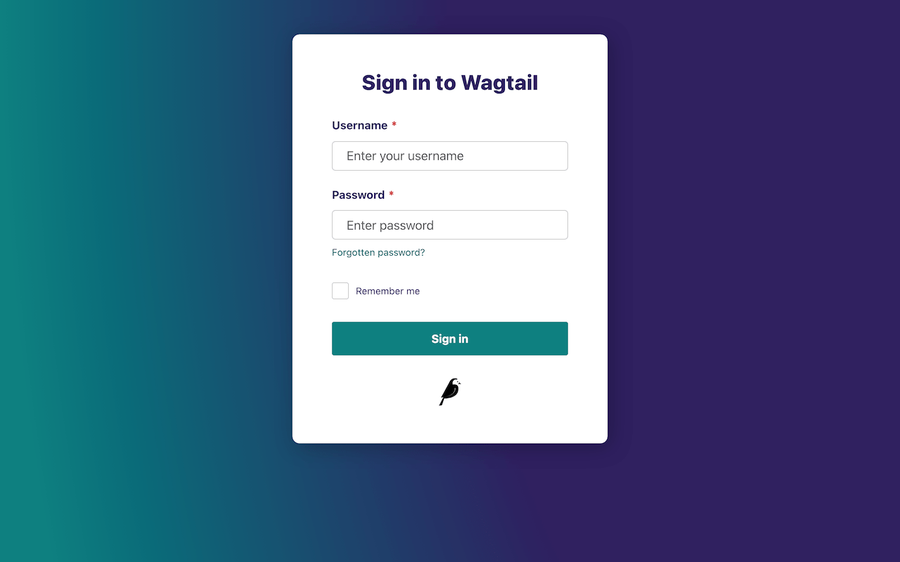 Sign in to Wagtail
Username *
Enter your username
Password *
Enter password
Forgotten password?
Remember me
Sign in